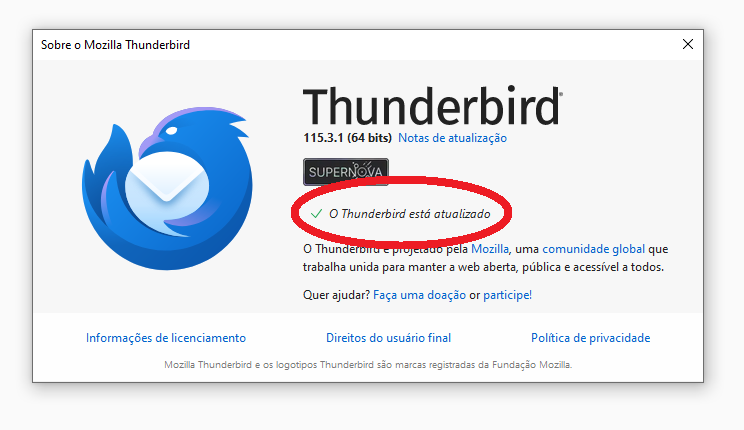 Sobre o Mozilla Thunderbird
Thunderbird®
115.3.1 (64 bits) Notas de atualização
SUPERNOVA
O Thunderbird está atualizado
O Thunderbird é projetado pela Mozilla, uma comunidade global que
trabalha unida para manter a web aberta, pública e acessível a todos.
Quer ajudar? Faça uma doação or participe!
Informações de licenciamento Direitos do usuário final Política de privacidade
Mozilla Thunderbird e os logotipos Thunderbird são marcas registradas da Fundação Mozilla.